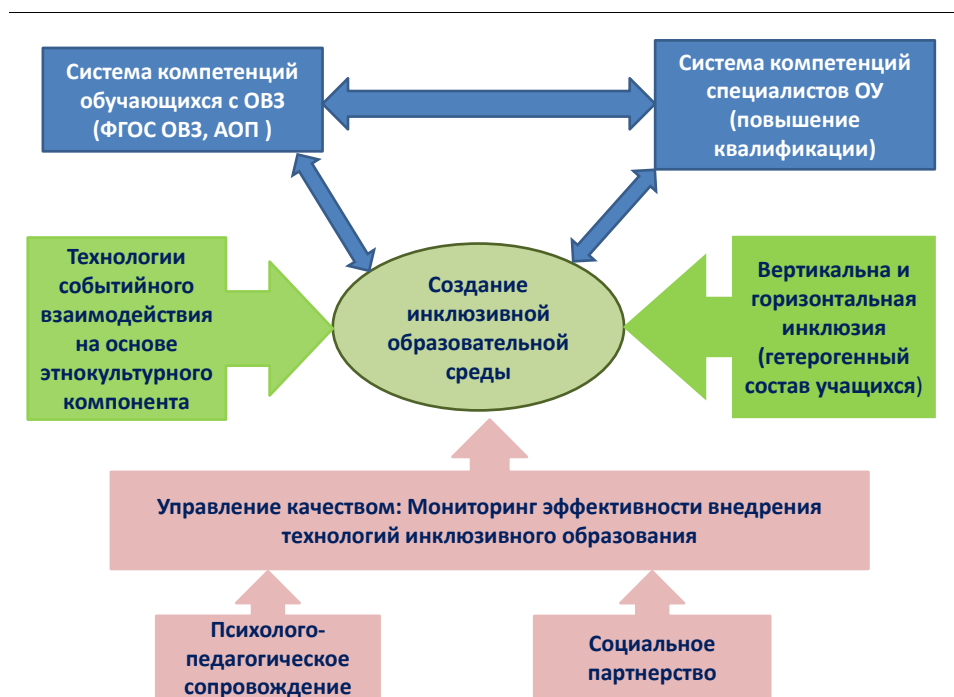 Система компетенций
обучающихся с ОВЗ
(ФГОС ОВЗ, АОП )
Система компетенций
специалистов ОУ
(повышение
квалификации)
Технологии
событийного
взаимодействия
на основе
этнокультурного
компонента
Создание
инклюзивной
образовательной
среды
Вертикальна и
горизонтальная
инклюзия
(гетерогенный
состав учащихся)
Управление качеством: Мониторинг эффективности внедрения
технологий инклюзивного образования
Психолого-
педагогическое
сопровождение
Социальное
партнерство